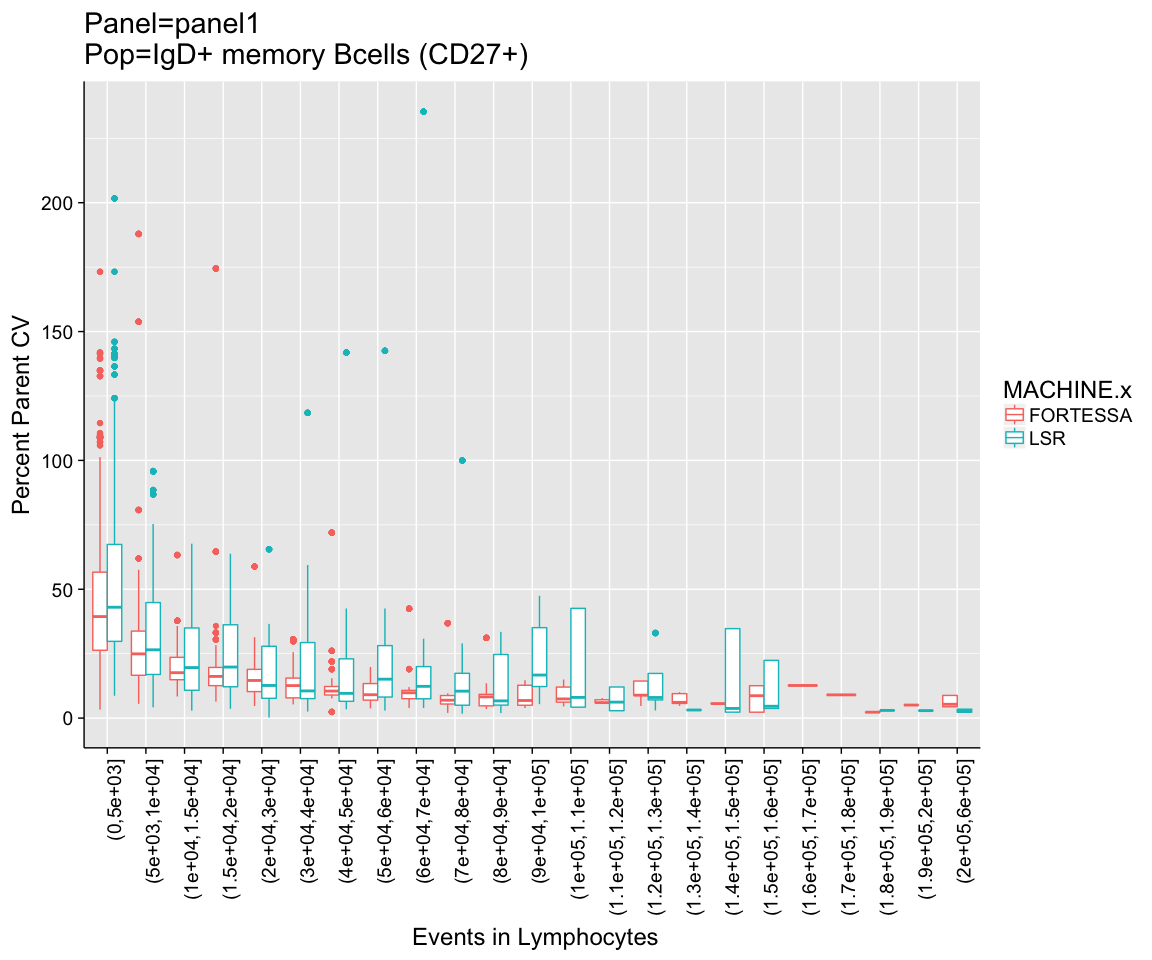 Panel=panel1
Pop=IgD+ memory Bcells (CD27+)
Percent Parent CV
200
150
100
50
0
(0,5e+03]
(5e+03,1e+04]
(1e+04,1.5e+04]
(1.5e+04,2e+04]
(2e+04,3e+04]
(3e+04,4e+04]
(4e+04,5e+04]
(5e+04,6e+04]
(6e+04,7e+04]
(7e+04,8e+04]
(8e+04,9e+04]
(9e+04,1e+05]
(1e+05,1.1e+05]
(1.1e+05,1.2e+05]
(1.2e+05,1.3e+05]
(1.3e+05,1.4e+05]
(1.4e+05,1.5e+05]
(1.5e+05,1.6e+05]
(1.6e+05,1.7e+05]
(1.7e+05,1.8e+05]
(1.8e+05,1.9e+05]
(1.9e+05,2e+05]
(2e+05,6e+05]
Events in Lymphocytes
MACHINE.x
FORTESSA
LSR